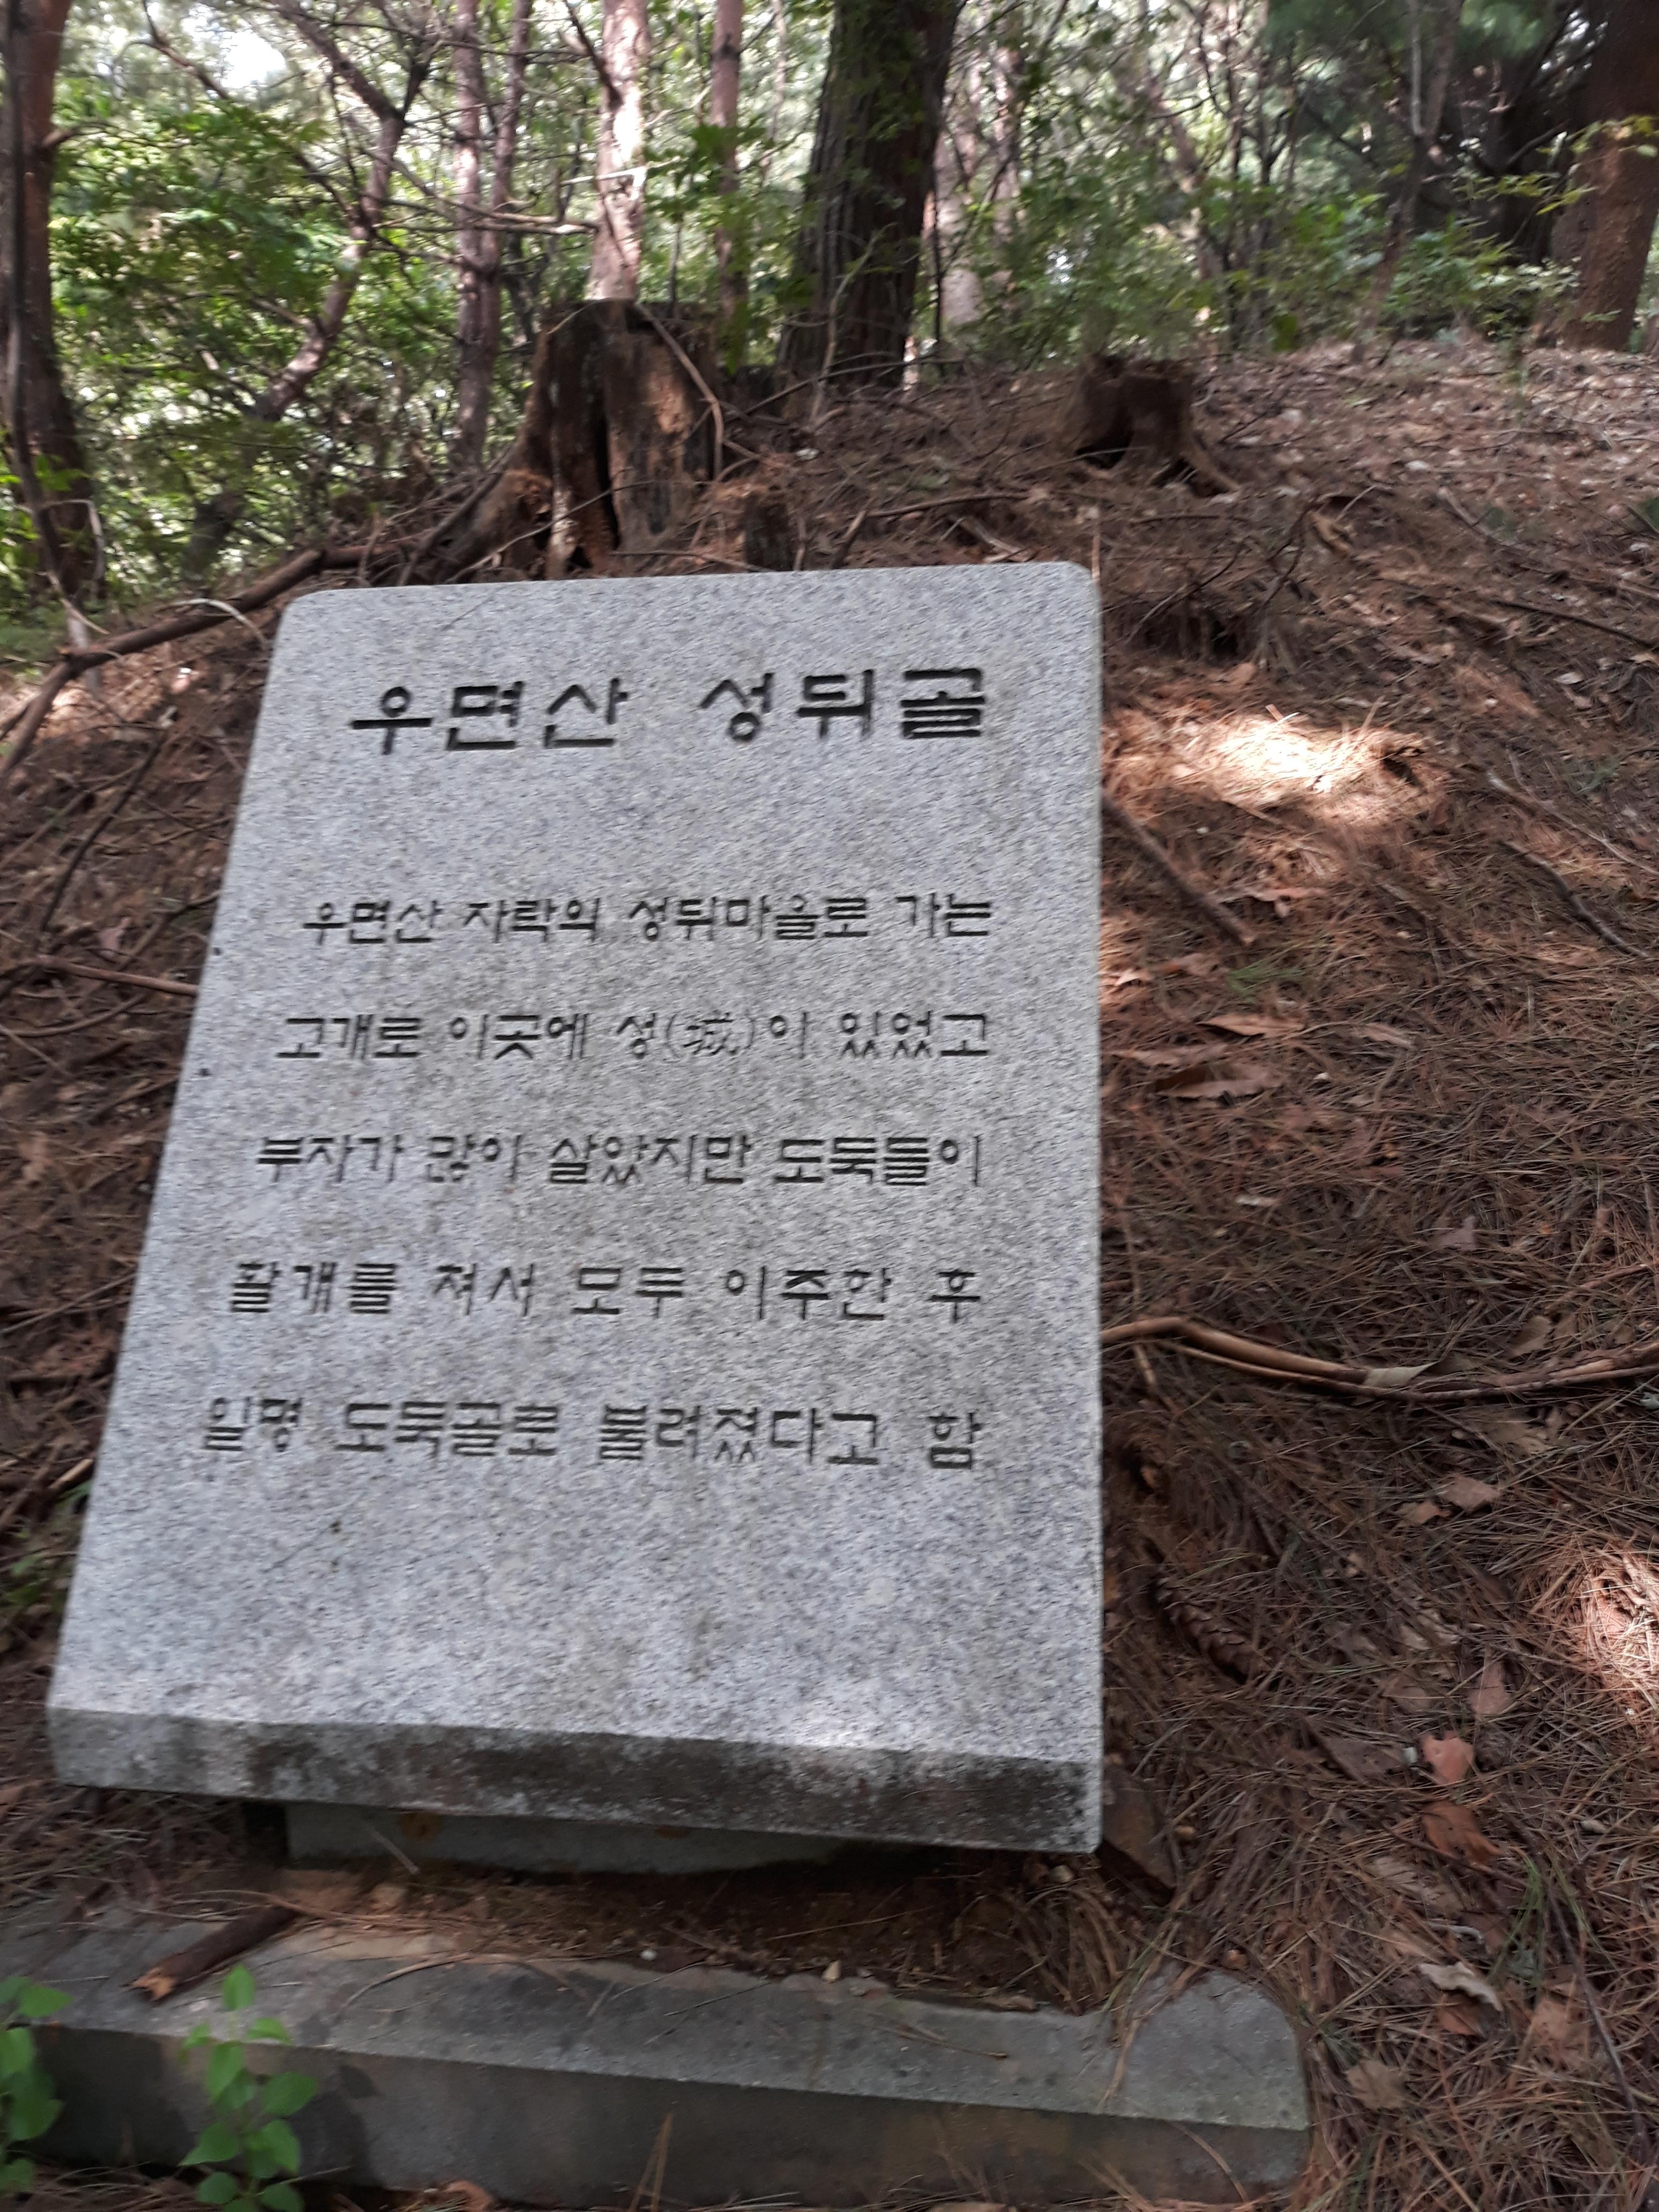 우면산 성뒤골
우면산 자락의 성뒤마을로 가는
고개로 이곳에 성(城)이 있었고
부자가 많이 살았지만 도둑들이
활개를 쳐서 모두 이주한 후
일명 도둑골로 불려졌다고 함